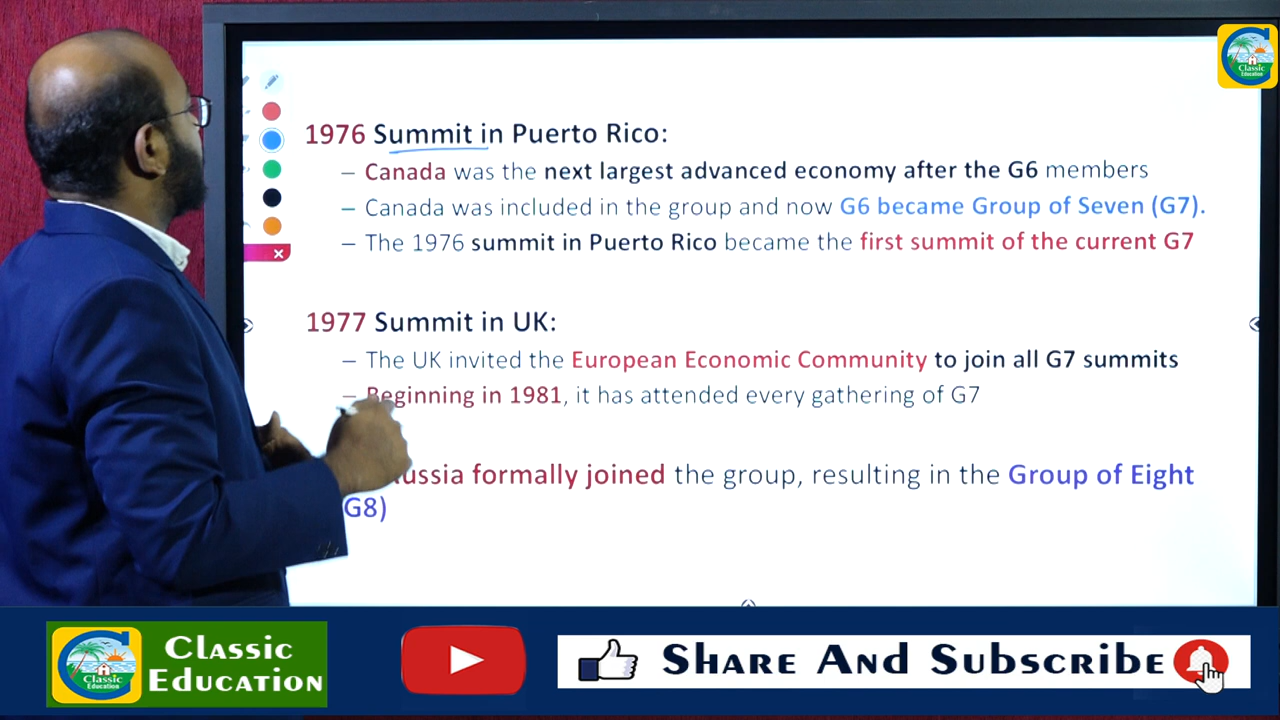 Classic
Education
1976 Summit in Puerto Rico:
– Canada was the next largest advanced economy after the G6 members
– Canada was included in the group and now G6 became Group of Seven (G7).
– The 1976 summit in Puerto Rico became the first summit of the current G7
1977 Summit in UK:
– The UK invited the European Economic Community to join all G7 summits
– Beginning in 1981, it has attended every gathering of G7
formally joined the group, resulting in the Group of Eight
G8)
Classic
Education
Classic
Education
Share And Subscribe